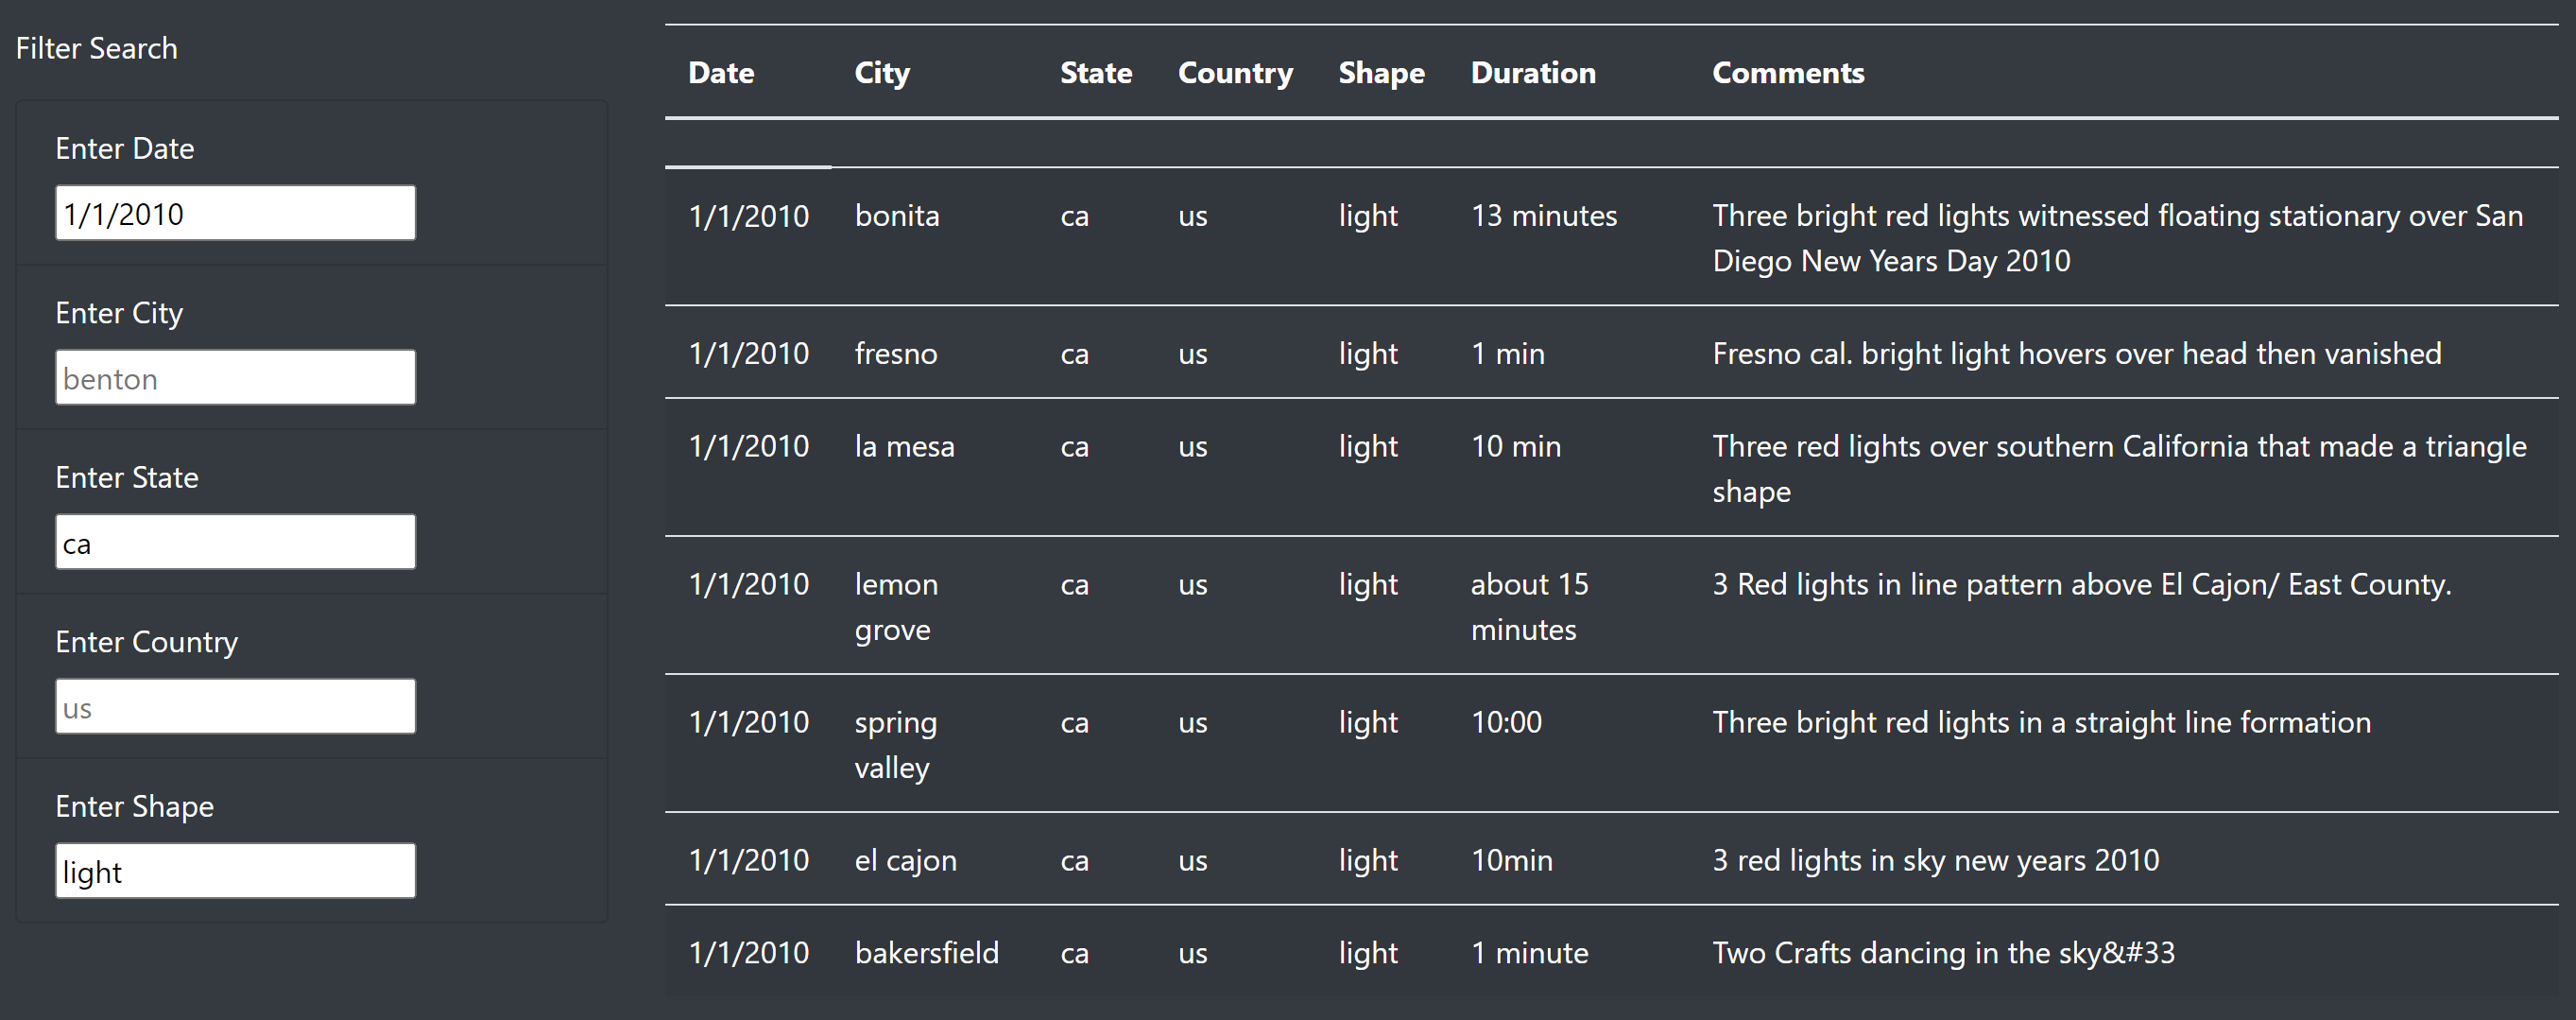 Filter Search
Enter Date
1/1/2010
Enter City
benton
Enter State
ca
Enter Country
us
Enter Shape
light
Date City State Country Shape Duration Comments
1/1/2010 bonita ca us light 13 minutes Three bright red lights witnessed floating stationary over San
Diego New Years Day 2010
1/1/2010 fresno ca us light 1 min Fresno cal. bright light hovers over head then vanished
1/1/2010 la mesa ca us light 10 min Three red lights over southern California that made a triangle
shape
1/1/2010 lemon ca us light about 15 3 Red lights in line pattern above El Cajon/ East County.
grove minutes
1/1/2010 spring ca us light 10:00 Three bright red lights in a straight line formation
valley
1/1/2010 el cajon ca us light 10min 3 red lights in sky new years 2010
1/1/2010 bakersfield ca us light 1 minute Two Crafts dancing in the sky&#33